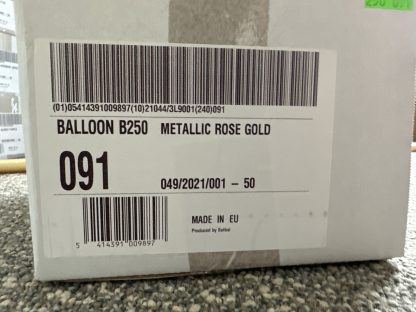 (01)05414391009897(10)21044/3L9001(240)091
BALLOON B250 METALLIC ROSE GOLD
091
049/2021/001 - 50
5 414391 009897
MADE IN EU
Produced by Belbal